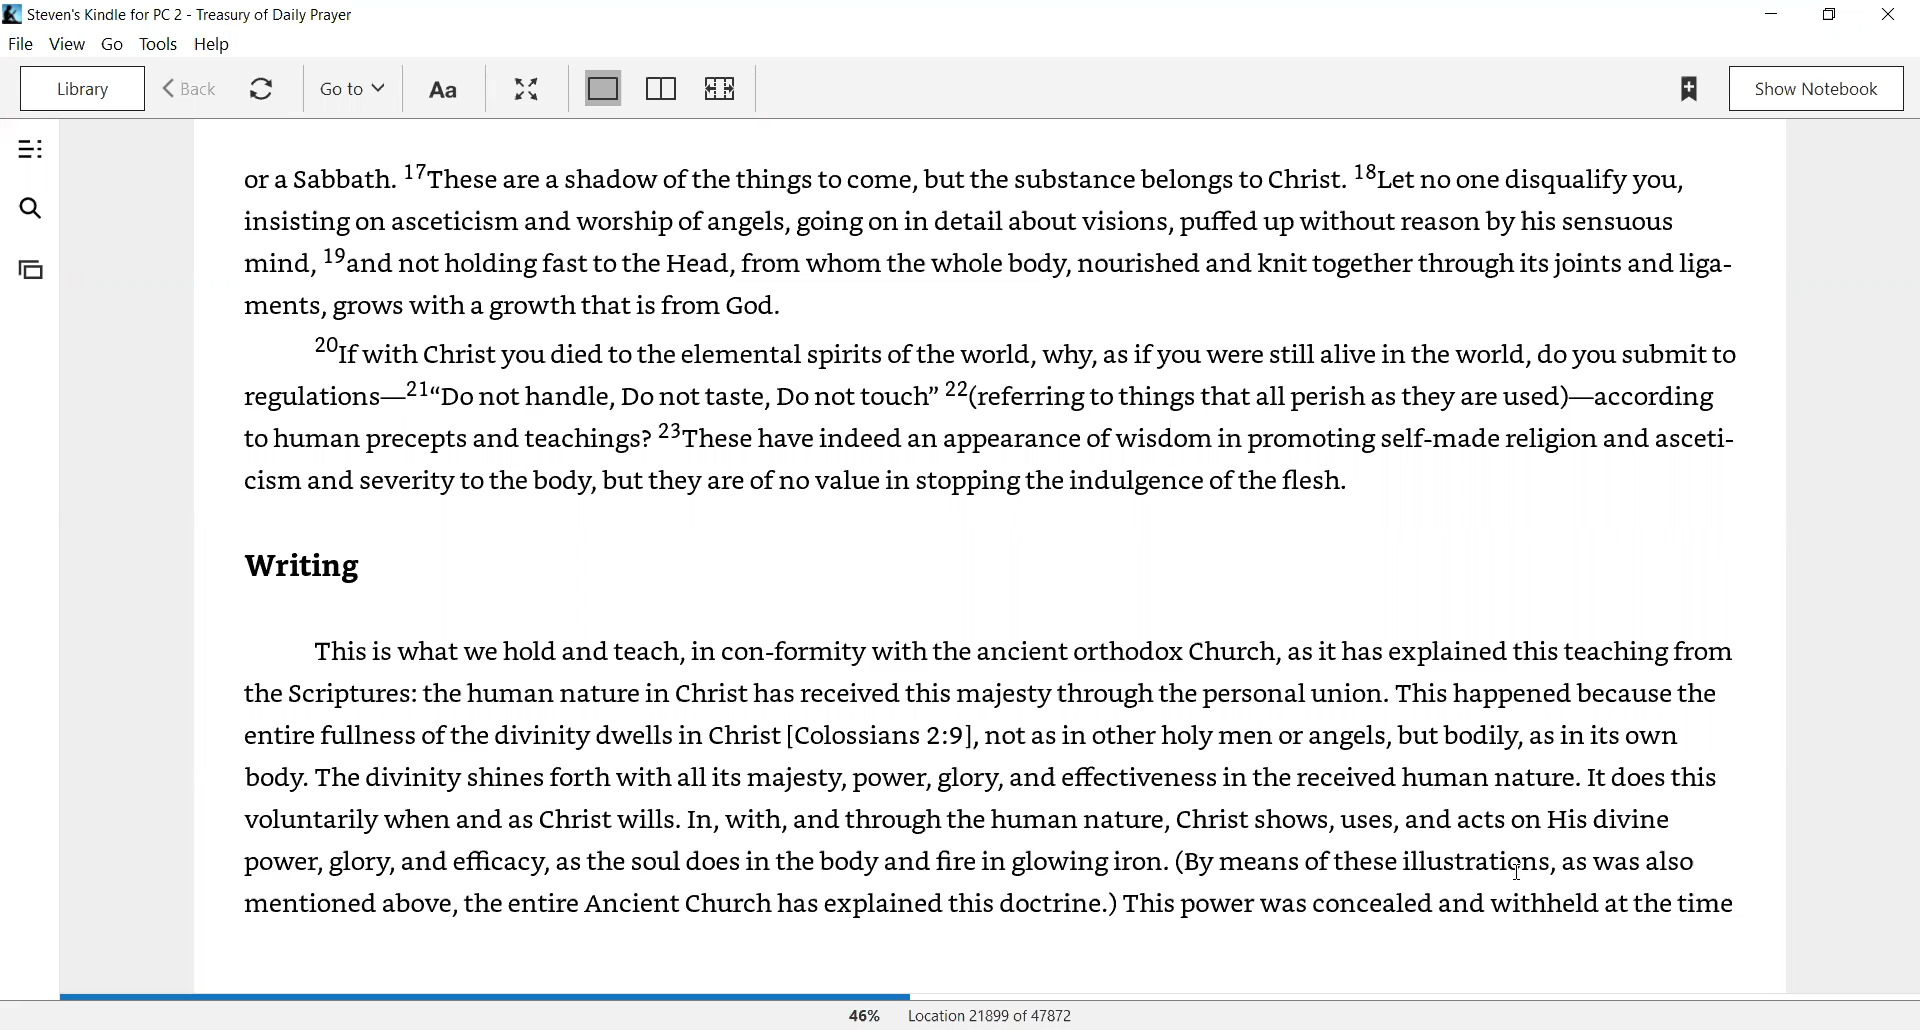 Steven's Kindle for PC 2 - Treasury of Daily Prayer
File View Go Tools Help
Library Back Go to Aa Show Notebook
or a Sabbath. 17These are a shadow of the things to come, but the substance belongs to Christ. 18Let no one disqualify you,
insisting on asceticism and worship of angels, going on in detail about visions, puffed up without reason by his sensuous
mind, 19and not holding fast to the Head, from whom the whole body, nourished and knit together through its joints and liga-
ments, grows with a growth that is from God.
20If with Christ you died to the elemental spirits of the world, why, as if you were still alive in the world, do you submit to
regulations—21“Do not handle, Do not taste, Do not touch” 22(referring to things that all perish as they are used)—according
to human precepts and teachings? 23These have indeed an appearance of wisdom in promoting self-made religion and asceti-
cism and severity to the body, but they are of no value in stopping the indulgence of the flesh.
Writing
This is what we hold and teach, in con-formity with the ancient orthodox Church, as it has explained this teaching from
the Scriptures: the human nature in Christ has received this majesty through the personal union. This happened because the
entire fullness of the divinity dwells in Christ [Colossians 2:9], not as in other holy men or angels, but bodily, as in its own
body. The divinity shines forth with all its majesty, power, glory, and effectiveness in the received human nature. It does this
voluntarily when and as Christ wills. In, with, and through the human nature, Christ shows, uses, and acts on His divine
power, glory, and efficacy, as the soul does in the body and fire in glowing iron. (By means of these illustrations, as was also
mentioned above, the entire Ancient Church has explained this doctrine.) This power was concealed and withheld at the time
46% Location 21899 of 47872